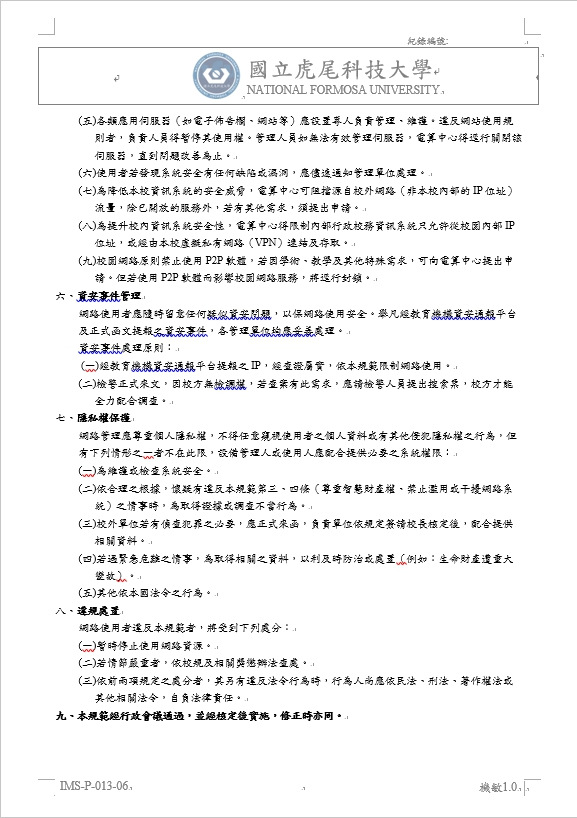 紀錄編號:
國立虎尾科技大學
NATIONAL FORMOSA UNIVERSITY
(五)各類應用伺服器（如電子佈告欄、網站等）應設置專人負責管理、維護。違反網站使用規
則者，負責人員得暫停其使用權。管理人員如無法有效管理伺服器，電算中心得逕行關閉該
伺服器，直到問題改善為止。
(六)使用者若發現系統安全有任何缺陷或漏洞，應儘速通知管理單位處理。
(七)為降低本校資訊系統的安全威脅，電算中心可阻擋源自校外網路（非本校內部的 IP 位址）
流量，除已開放的服務外，若有其他需求，須提出申請。
(八)為提升校內資訊系統安全性，電算中心得限制內部行政校務資訊系統只允許從校園內部 IP
位址，或經由本校虛擬私有網路（VPN）連結及存取。
(九)校園網路原則禁止使用 P2P 軟體，若因學術、教學及其他特殊需求，可向電算中心提出申
請。但若使用 P2P 軟體而影響校園網路服務，將逕行封鎖。
六、資安事件管理
網路使用者應隨時留意任何疑似資安問題，以保網路使用安全。舉凡經教育機構資安通報平台
及正式函文提報之資安事件，各管理單位均應妥善處理。
資安事件處理原則：
(一)經教育機構資安通報平台提報之 IP，經查證屬實，依本規範限制網路使用。
(二)檢警正式來文，因校方無檢調權，若查案有此需求，應請檢警人員提出搜索票，校方才能
全力配合調查。
七、隱私權保護
網路管理應尊重個人隱私權，不得任意窺視使用者之個人資料或有其他侵犯隱私權之行為，但
有下列情形之一者不在此限，設備管理人或使用人應配合提供必要之系統權限：
(一)為維護或檢查系統安全。
(二)依合理之根據，懷疑有違反本規範第三、四條（尊重智慧財產權、禁止濫用或干擾網路系
統）之情事時，為取得證據或調查不當行為。
(三)校外單位若有偵查犯罪之必要，應正式來函，負責單位依規定簽請校長核定後，配合提供
相關資料。
(四)若遇緊急危難之情事，為取得相關之資料，以利及時防治或處置（例如：生命財產遭重大
變故）。
(五)其他依本國法令之行為。
八、違規處置
網路使用者違反本規範者，將受到下列處分：
(一)暫時停止使用網路資源。
(二)若情節嚴重者，依校規及相關獎懲辦法查處。
(三)依前兩項規定之處分者，其另有違反法令行為時，行為人尚應依民法、刑法、著作權法或
其他相關法令，自負法律責任。
九、本規範經行政會議通過，並經核定後實施，修正時亦同。
IMS-P-013-06
機敏1.0